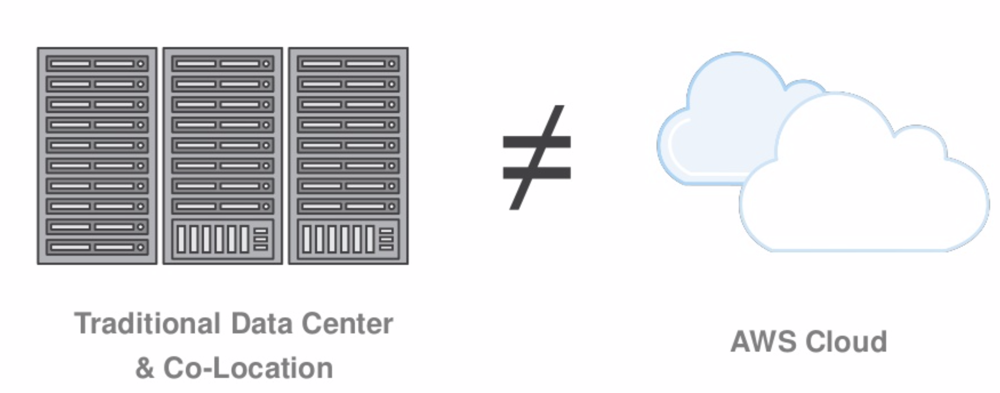 ≠
Traditional Data Center
& Co-Location
AWS Cloud